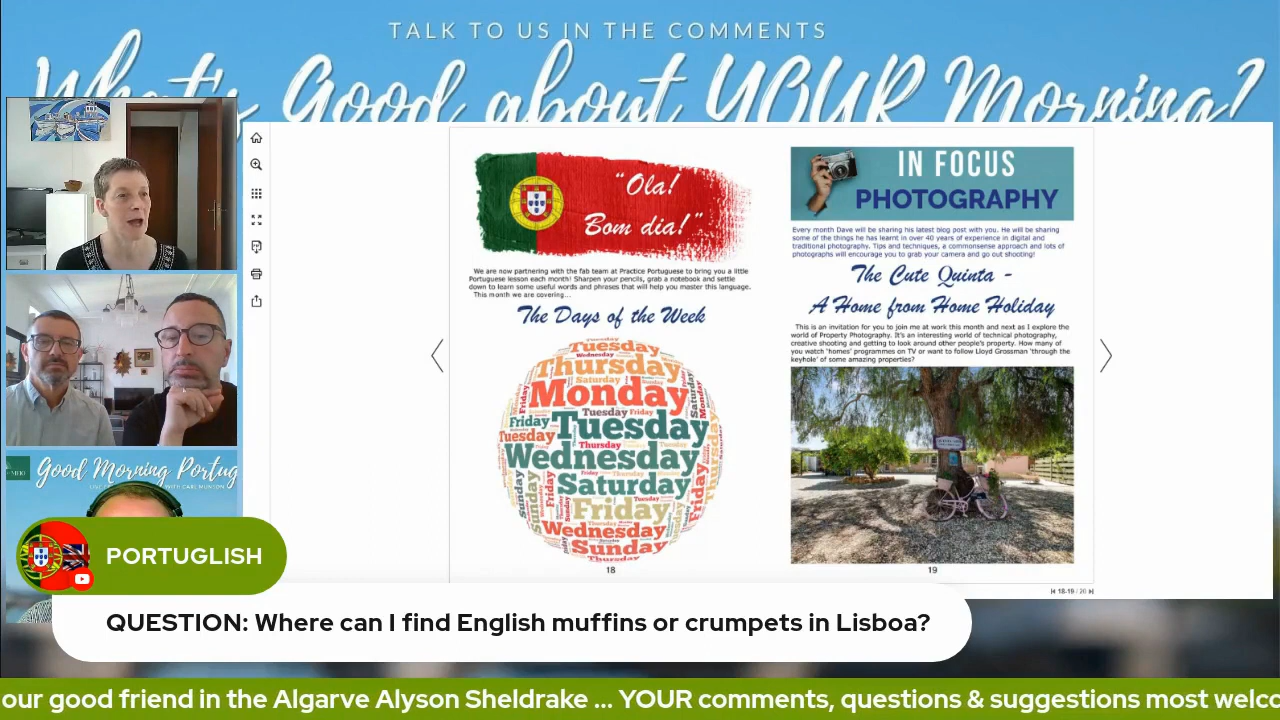 TALK TO US IN THE COMMENTS
What's Good about YOUR Morning?
"Ola!
Bom dia!"
We are now partnering with the fab team at Practice Portuguese to bring you a little
Portuguese lesson each month! Sharpen your pencils, grab a notebook and settle
down to learn some useful words and phrases that will help you master this language.
This month we are covering...
The Days of the Week
Tuesday
Wednesday
Thursday
Saturday
Monday
Tuesday Friday
Friday
Tuesday
Tuesday
Thursday
Wednesday
Saturday
Friday
Wednesday
Sunday
Thursday
18
IN FOCUS
PHOTOGRAPHY
Every month Dave will be sharing his latest blog post with you. He will be sharing
some of the things he has learnt in over 40 years of experience in digital and
traditional photography. Tips and techniques, a commonsense approach and lots of
photographs will encourage you to grab your camera and go out shooting!
The Cute Quinta -
A Home from Home Holiday
This is an invitation for you to join me at work this month and next as I explore the
world of Property Photography. It's an interesting world of technical photography,
creative shooting and getting to look around other people's property. How many of
you watch 'homes' programmes on TV or want to follow Lloyd Grossman 'through the
keyhole' of some amazing properties?
19
18-19 / 20
Good Morning Portug
PORTUGLISH
QUESTION: Where can I find English muffins or crumpets in Lisboa?
our good friend in the Algarve Alyson Sheldrake ... YOUR comments, questions & suggestions most welco